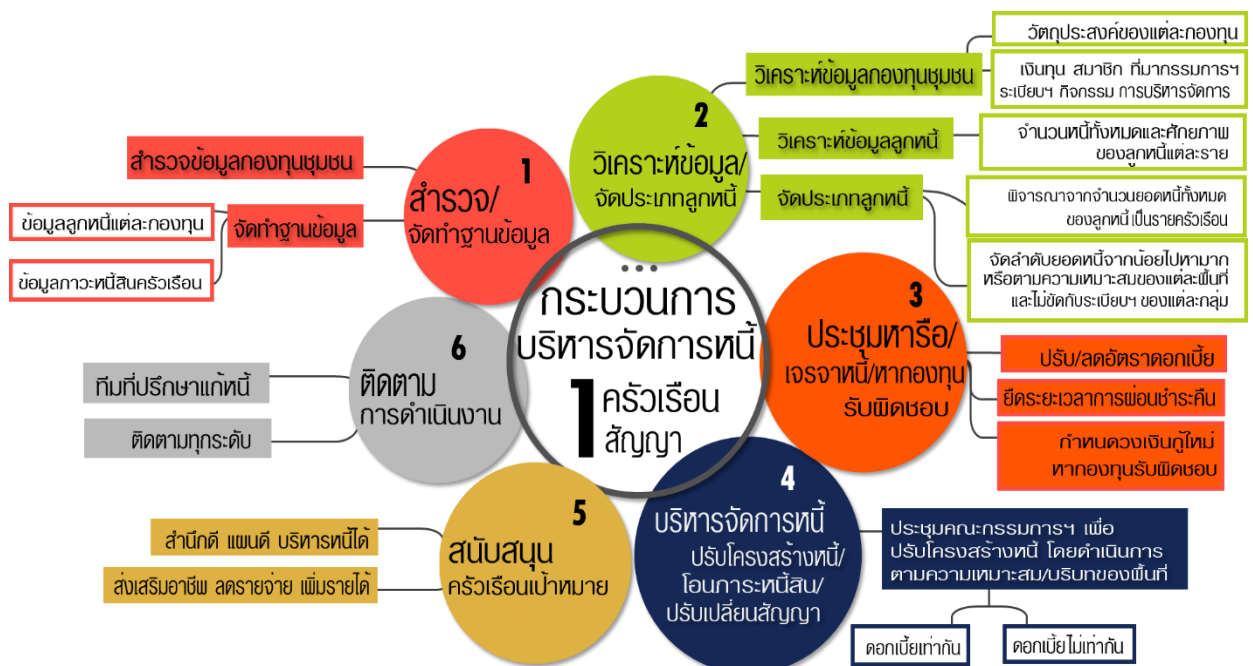 ...
กระบวนการ
บริหารจัดการหนี้
1 ครัวเรือน
สัญญา
1
สำรวจ/
จัดทำฐานข้อมูล
สำรวจข้อมูลกองทุนชุมชน
จัดทำฐานข้อมูล
ข้อมูลลูกหนี้แต่ละกองทุน
ข้อมูลภาวะหนี้สินครัวเรือน
2
วิเคราะห์ข้อมูล/
จัดประเภทลูกหนี้
วิเคราะห์ข้อมูลกองทุนชุมชน
วัตถุประสงค์ของแต่ละกองทุน
เงินทุน สมาชิก ที่มากรรมการฯ
ระเบียบฯ กิจกรรม การบริหารจัดการ
วิเคราะห์ข้อมูลลูกหนี้
จำนวนหนี้ทั้งหมดและศักยภาพ
ของลูกหนี้แต่ละราย
จัดประเภทลูกหนี้
พิจารณาจากจำนวนยอดหนี้ทั้งหมด
ของลูกหนี้ เป็นรายครัวเรือน
จัดลำดับยอดหนี้จากน้อยไปหามาก
หรือตามความเหมาะสมของแต่ละพื้นที่
และไม่ขัดกับระเบียบฯ ของแต่ละกลุ่ม
3
ประชุมหารือ/
เจรจาหนี้/หากองทุน
รับผิดชอบ
ปรับ/ลดอัตราดอกเบี้ย
ยืดระยะเวลาการผ่อนชำระคืน
กำหนดวงเงินกู้ใหม่
หากองทุนรับผิดชอบ
4
บริหารจัดการหนี้
ปรับโครงสร้างหนี้/
โอนภาระหนี้สิน/
ปรับเปลี่ยนสัญญา
ประชุมคณะกรรมการฯ เพื่อ
ปรับโครงสร้างหนี้ โดยดำเนินการ
ตามความเหมาะสม/บริบทของพื้นที่
ดอกเบี้ยเท่ากัน
ดอกเบี้ยไม่เท่ากัน
5
สนับสนุน
ครัวเรือนเป้าหมาย
สำนึกดี แผนดี บริหารหนี้ได้
ส่งเสริมอาชีพ ลดรายจ่าย เพิ่มรายได้
6
ติดตาม
การดำเนินงาน
ทีมที่ปรึกษาแก้หนี้
ติดตามทุกระดับ